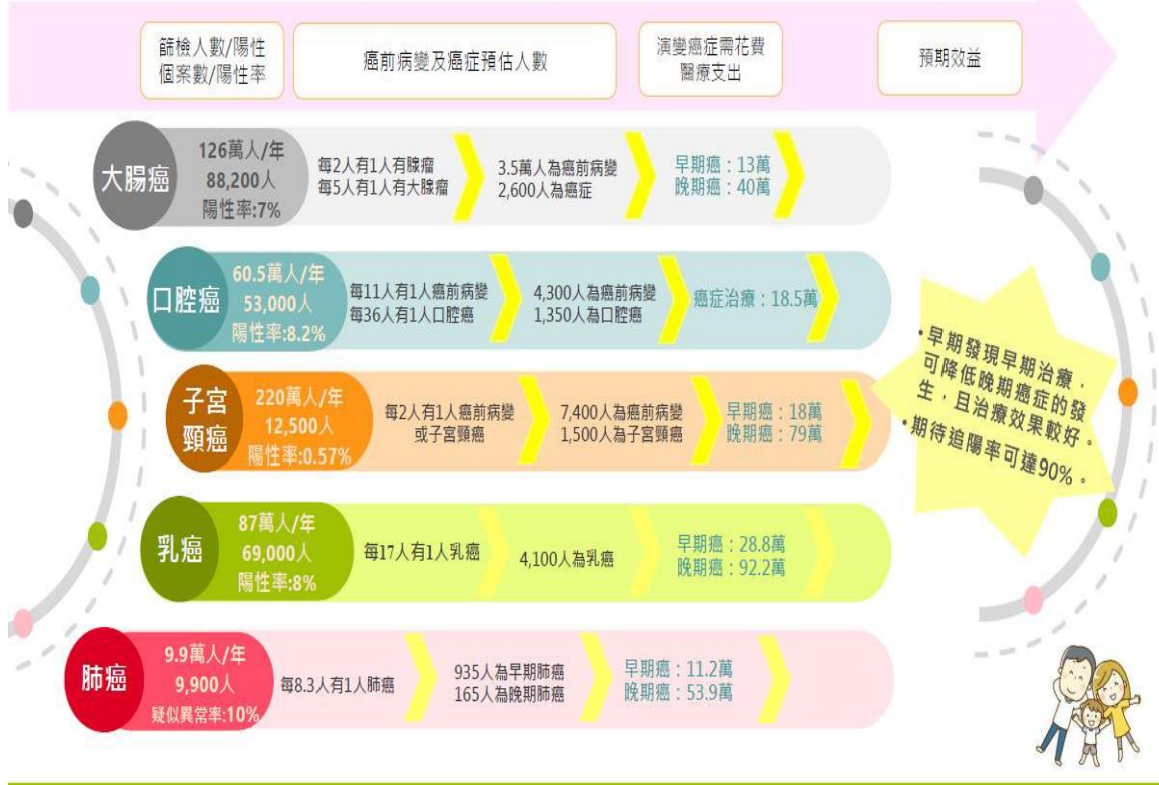 篩檢人數/陽性
個案數/陽性率
癌前病變及癌症預估人數
演變癌症需花費
醫療支出
預期效益
大腸癌
126萬人/年
88,200人
陽性率:7%
每2人有1人有腺瘤
每5人有1人有大腺瘤
3.5萬人為癌前病變
2,600人為癌症
早期癌：13萬
晚期癌：40萬
口腔癌
60.5萬人/年
53,000人
陽性率:8.2%
每11人有1人癌前病變
每36人有1人口腔癌
4,300人為癌前病變
1,350人為口腔癌
癌症治療：18.5萬
子宮
頸癌
220萬人/年
12,500人
陽性率:0.57%
每2人有1人癌前病變
或子宮頸癌
7,400人為癌前病變
1,500人為子宮頸癌
早期癌：18萬
晚期癌：79萬
乳癌
87萬人/年
69,000人
陽性率:8%
每17人有1人乳癌
4,100人為乳癌
早期癌：28.8萬
晚期癌：92.2萬
肺癌
9.9萬人/年
9,900人
疑似異常率:10%
每8.3人有1人肺癌
935人為早期肺癌
165人為晚期肺癌
早期癌：11.2萬
晚期癌：53.9萬
•早期發現早期治療，
可降低晚期癌症的發
生，且治療效果較好。
•期待追陽率可達90%。